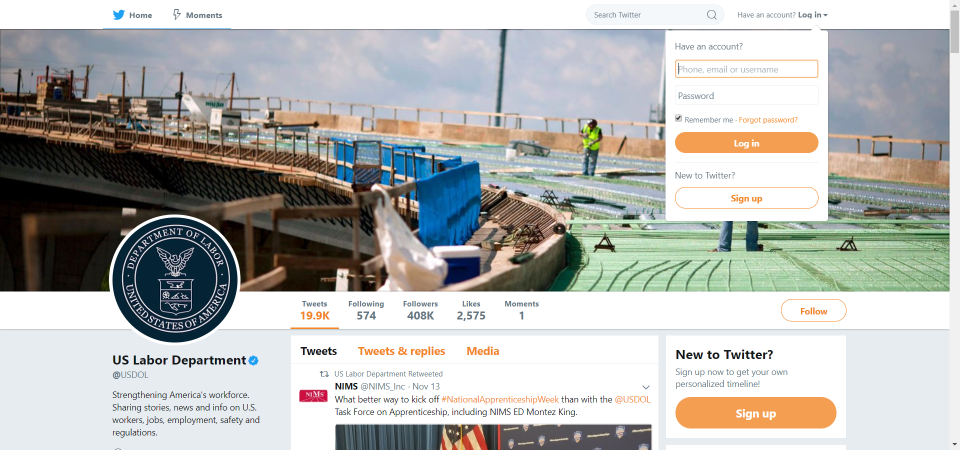 Home
Moments
Search Twitter
Have an account? Log in
Have an account?
Phone, email or username
Password
Remember me · Forgot password?
Log in
New to Twitter?
Sign up
DEPARTMENT OF LABOR
UNITED STATES OF AMERICA
Tweets Following Followers Likes Moments
19.9K 574 408K 2,575 1
Follow
US Labor Department
@USDOL
Strengthening America's workforce.
Sharing stories, news and info on U.S.
workers, jobs, employment, safety and
regulations.
Tweets Tweets & replies Media
US Labor Department Retweeted
NIMS @NIMS_Inc · Nov 13
NIMS
What better way to kick off #NationalApprenticeshipWeek than with the @USDOL
Task Force on Apprenticeship, including NIMS ED Montez King.
New to Twitter?
Sign up now to get your own
personalized timeline!
Sign up